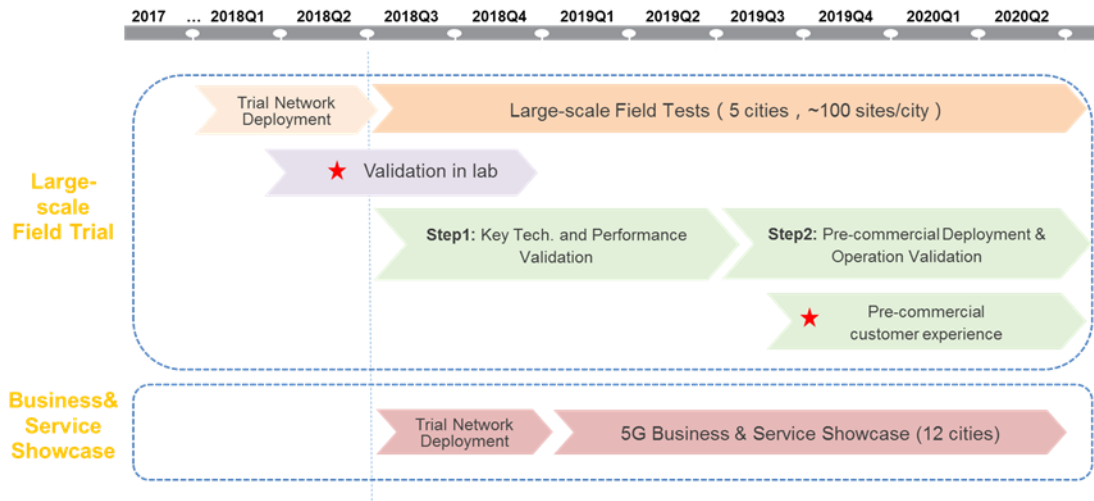 2017 ... 2018Q1 2018Q2 2018Q3 2018Q4 2019Q1 2019Q2 2019Q3 2019Q4 2020Q1 2020Q2
Large-
scale
Field Trial
Trial Network
Deployment
Large-scale Field Tests ( 5 cities , ~100 sites/city )
Validation in lab
Step1: Key Tech. and Performance
Validation
Step2: Pre-commercial Deployment &
Operation Validation
Pre-commercial
customer experience
Business&
Service
Showcase
Trial Network
Deployment
5G Business & Service Showcase (12 cities)